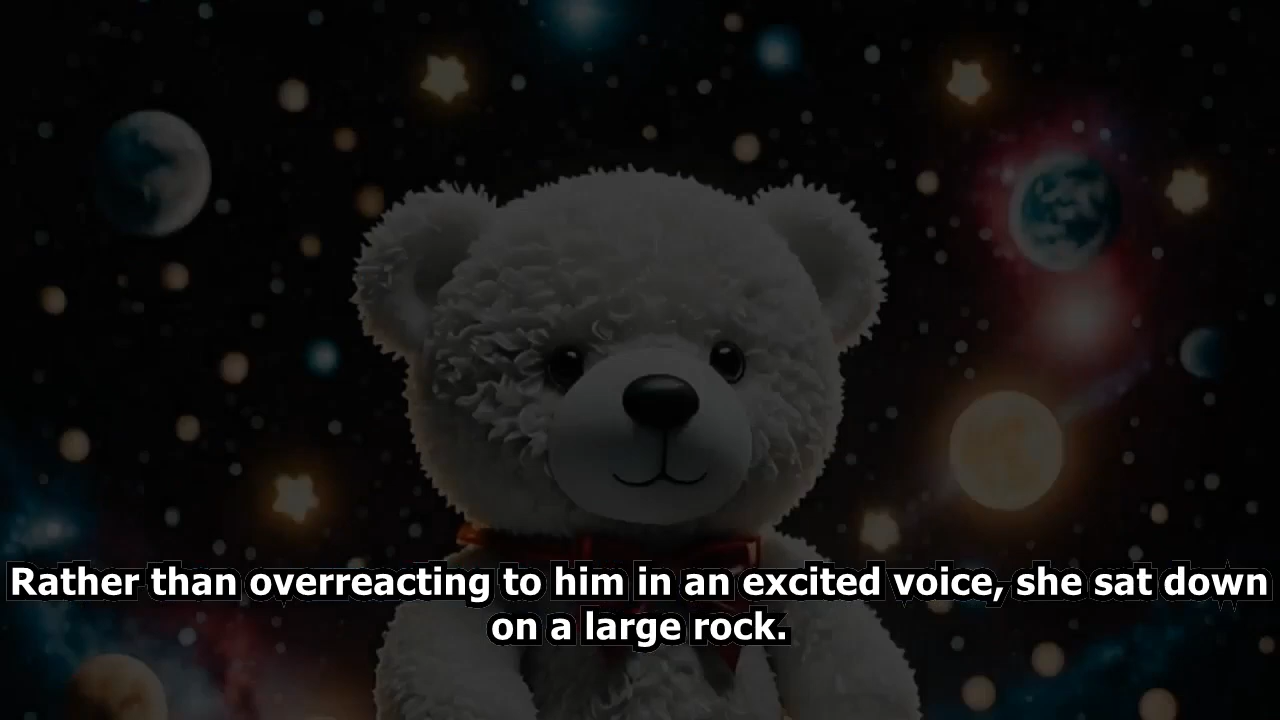 Rather than overreacting to him in an excited voice, she sat down
on a large rock.